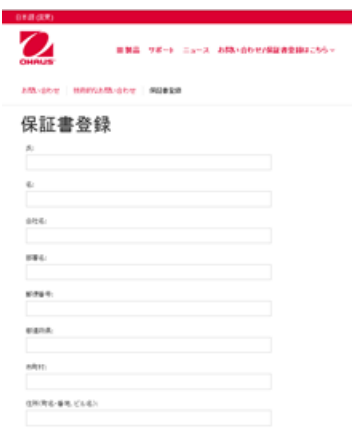 日本語 (変更)
OHAUS
製品 サポート ニュース お問い合わせ/保証書登録はこちら
お問い合わせ 技術的なお問い合わせ 保証書登録
保証書登録
氏:
名:
会社名:
部署名:
郵便番号:
都道府県:
市町村:
住所(町名・番地、ビル名):